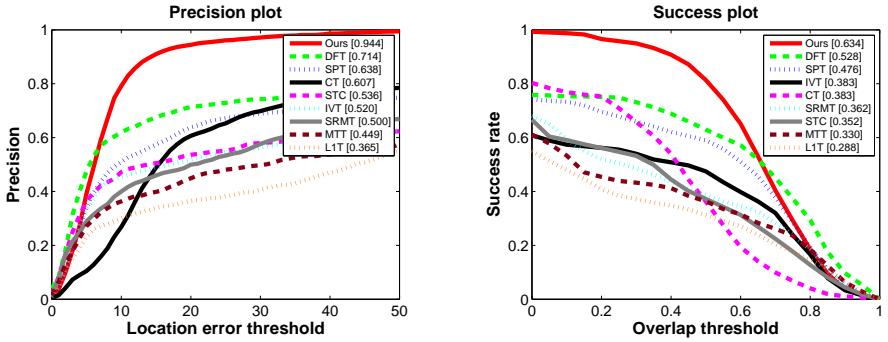 Precision plot
Precision
1
0.8
0.6
0.4
0.2
0
0 10 20 30 40 50
Location error threshold
Ours [0.944]
DFT [0.714]
SPT [0.638]
CT [0.607]
STC [0.536]
IVT [0.520]
SRMT [0.500]
MTT [0.449]
L1T [0.365]
Success plot
Success rate
1
0.8
0.6
0.4
0.2
0
0 0.2 0.4 0.6 0.8 1
Overlap threshold
Ours [0.634]
DFT [0.528]
SPT [0.476]
IVT [0.383]
CT [0.383]
SRMT [0.362]
STC [0.352]
MTT [0.330]
L1T [0.288]